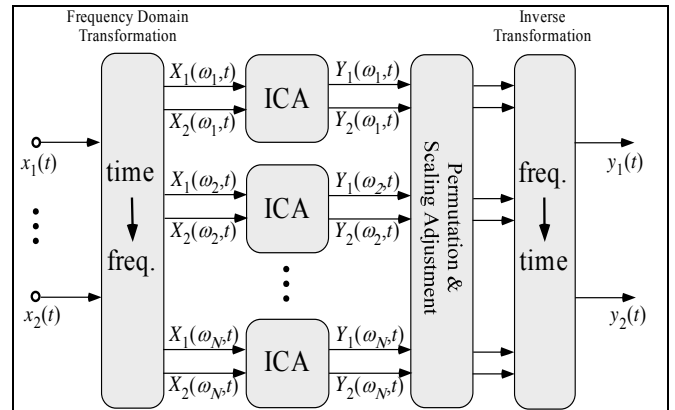 Frequency Domain
Transformation
Inverse
Transformation
x1(t)
x2(t)
time
freq.
X1(ω1,t)
X2(ω1,t)
ICA
Y1(ω1,t)
Y2(ω1,t)
X1(ω2,t)
X2(ω2,t)
ICA
Y1(ω2,t)
Y2(ω2,t)
X1(ωN,t)
X2(ωN,t)
ICA
Y1(ωN,t)
Y2(ωN,t)
Permutation &
Scaling Adjustment
freq.
time
y1(t)
y2(t)